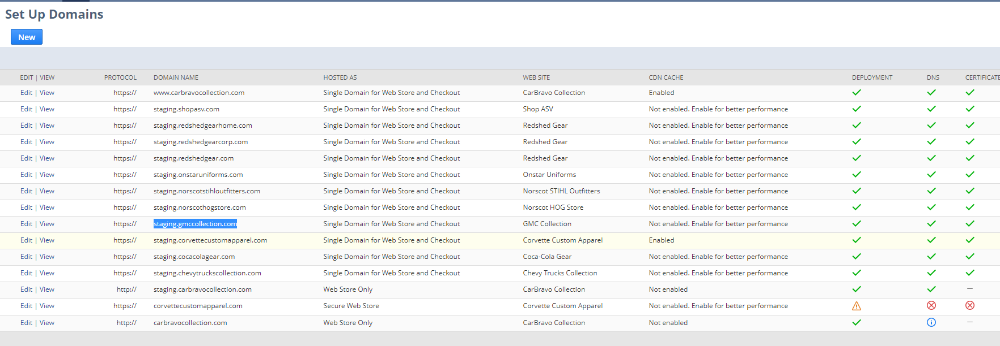 Set Up Domains
New
EDIT | VIEW PROTOCOL DOMAIN NAME HOSTED AS WEB SITE CDN CACHE DEPLOYMENT DNS CERTIFICATE
Edit | View https:// www.carbravocollection.com Single Domain for Web Store and Checkout CarBravo Collection Enabled
Edit | View https:// staging.shopasv.com Single Domain for Web Store and Checkout Shop ASV Not enabled. Enable for better performance
Edit | View https:// staging.redshedgearhome.com Single Domain for Web Store and Checkout Redshed Gear Not enabled. Enable for better performance
Edit | View https:// staging.redshedgearcorp.com Single Domain for Web Store and Checkout Redshed Gear Not enabled. Enable for better performance
Edit | View https:// staging.redshedgear.com Single Domain for Web Store and Checkout Redshed Gear Not enabled. Enable for better performance
Edit | View https:// staging.onstaruniforms.com Single Domain for Web Store and Checkout Onstar Uniforms Not enabled. Enable for better performance
Edit | View https:// staging.norscotstihloutfitters.com Single Domain for Web Store and Checkout Norscot STIHL Outfitters Not enabled. Enable for better performance
Edit | View https:// staging.norscothogstore.com Single Domain for Web Store and Checkout Norscot HOG Store Not enabled. Enable for better performance
Edit | View https:// staging.gmccollection.com Single Domain for Web Store and Checkout GMC Collection Not enabled. Enable for better performance
Edit | View https:// staging.corvettecustomapparel.com Single Domain for Web Store and Checkout Corvette Custom Apparel Enabled
Edit | View https:// staging.cocacolagear.com Single Domain for Web Store and Checkout Coca-Cola Gear Not enabled. Enable for better performance
Edit | View https:// staging.chevytruckscollection.com Single Domain for Web Store and Checkout Chevy Trucks Collection Not enabled. Enable for better performance
Edit | View http:// staging.carbravocollection.com Web Store Only CarBravo Collection Not enabled —
Edit | View https:// corvettecustomapparel.com Secure Web Store Corvette Custom Apparel Not enabled. Enable for better performance
Edit | View http:// carbravocollection.com Web Store Only CarBravo Collection Not enabled —